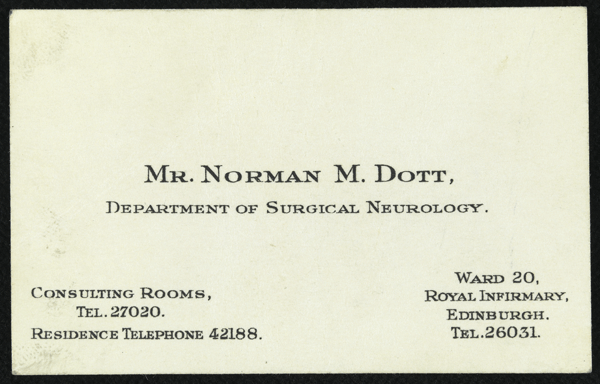 Mr. Norman M. Dott,
Department of Surgical Neurology.
Consulting Rooms,
Tel. 27020.
Residence Telephone 42188.
Ward 20,
Royal Infirmary,
Edinburgh.
Tel. 26031.